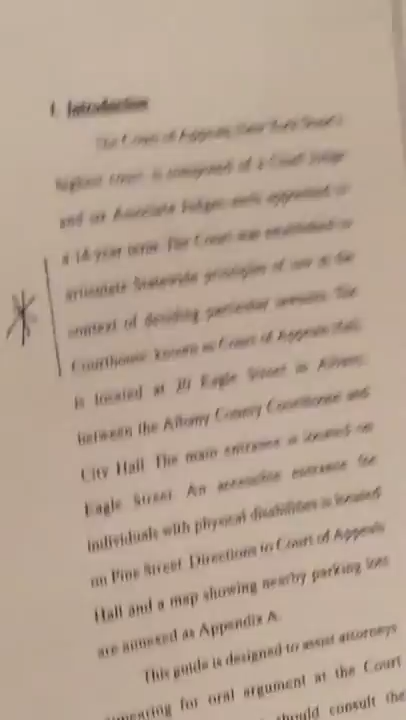 I. Introduction
The Court of Appeals, New York State's
highest court, is composed of a Chief Judge
and six Associate Judges, each appointed to
a 14-year term. The Court was established to
articulate Statewide principles of law in the
context of deciding particular lawsuits. The
Courthouse, known as Court of Appeals Hall,
is located at 20 Eagle Street in Albany,
between the Albany County Courthouse and
City Hall. The main entrance is located on
Eagle Street. An accessible entrance for
individuals with physical disabilities is located
on Pine Street. Directions to Court of Appeals
Hall and a map showing nearby parking lots
are annexed as Appendix A.
This guide is designed to assist attorneys
appearing for oral argument at the Court
should consult the